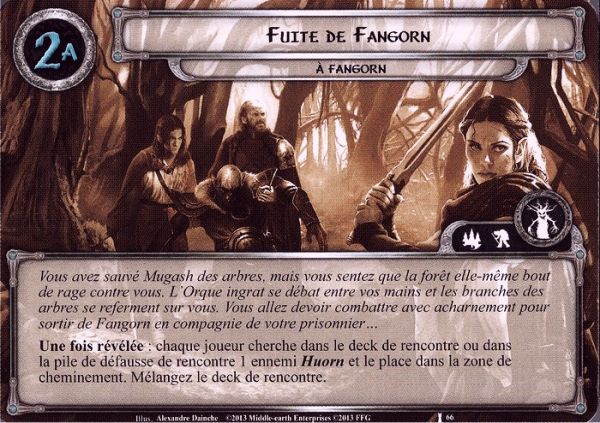 2A
Fuite de Fangorn
À Fangorn
Vous avez sauvé Mugash des arbres, mais vous sentez que la forêt elle-même bout
de rage contre vous. L'Orque ingrat se débat entre vos mains et les branches des
arbres se referment sur vous. Vous allez devoir combattre avec acharnement pour
sortir de Fangorn en compagnie de votre prisonnier…
Une fois révélée : chaque joueur cherche dans le deck de rencontre ou dans
la pile de défausse de rencontre 1 ennemi Huorn et le place dans la zone de
cheminement. Mélangez le deck de rencontre.
Illus. Alexandre Dainche ©2013 Middle-earth Enterprises ©2013 FFG 66